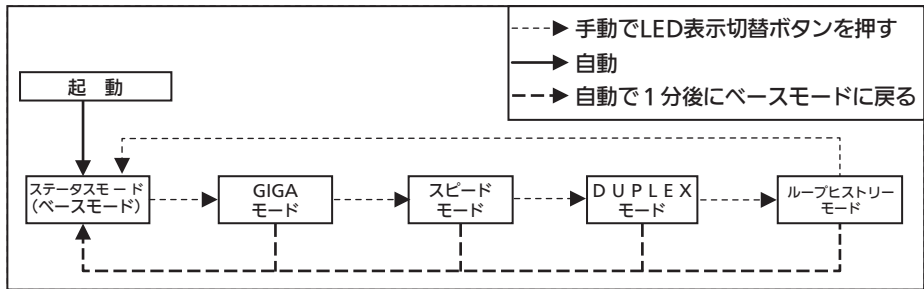 手動でLED表示切替ボタンを押す
自動
自動で1分後にベースモードに戻る
起 動
ステータスモード
(ベースモード)
GIGA
モード
スピード
モード
DUPLEX
モード
ループヒストリー
モード